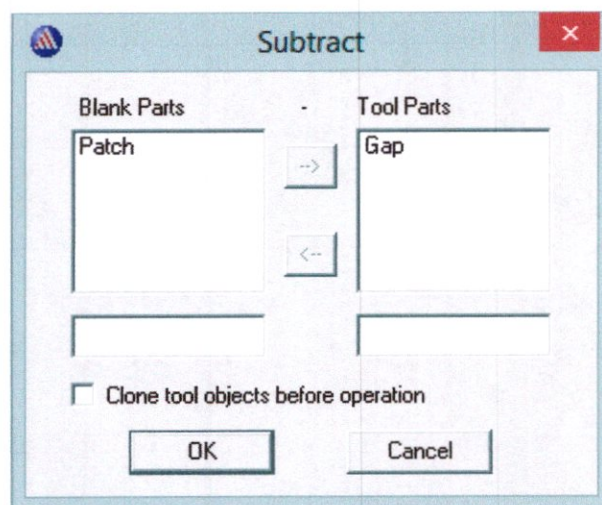 Subtract
Blank Parts - Tool Parts
Patch
Gap
-->
<--
Clone tool objects before operation
OK Cancel